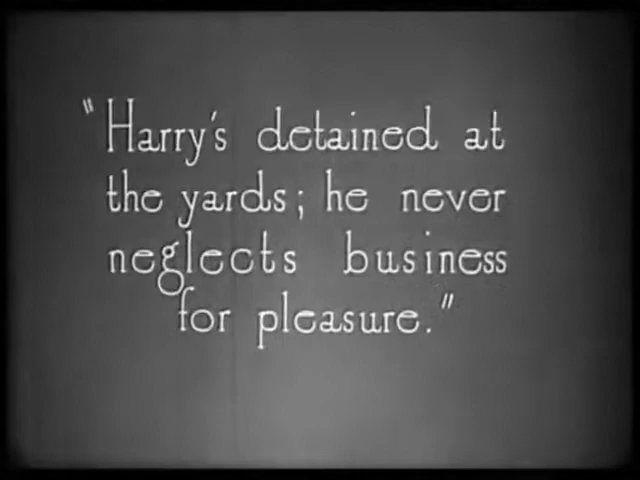 "Harry's detained at
the yards; he never
neglects business
for pleasure."